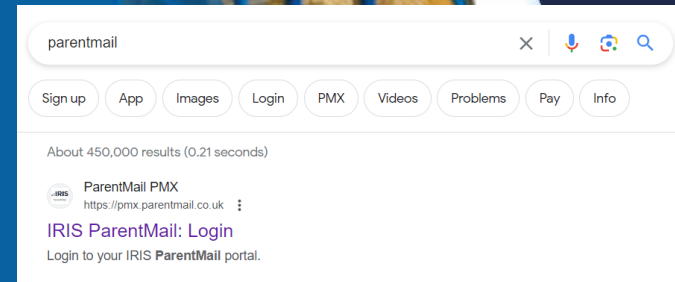 parentmail
Sign up App Images Login PMX Videos Problems Pay Info
About 450,000 results (0.21 seconds)
IRIS
ParentMail PMX
https://pmx.parentmail.co.uk
IRIS ParentMail: Login
Login to your IRIS ParentMail portal.